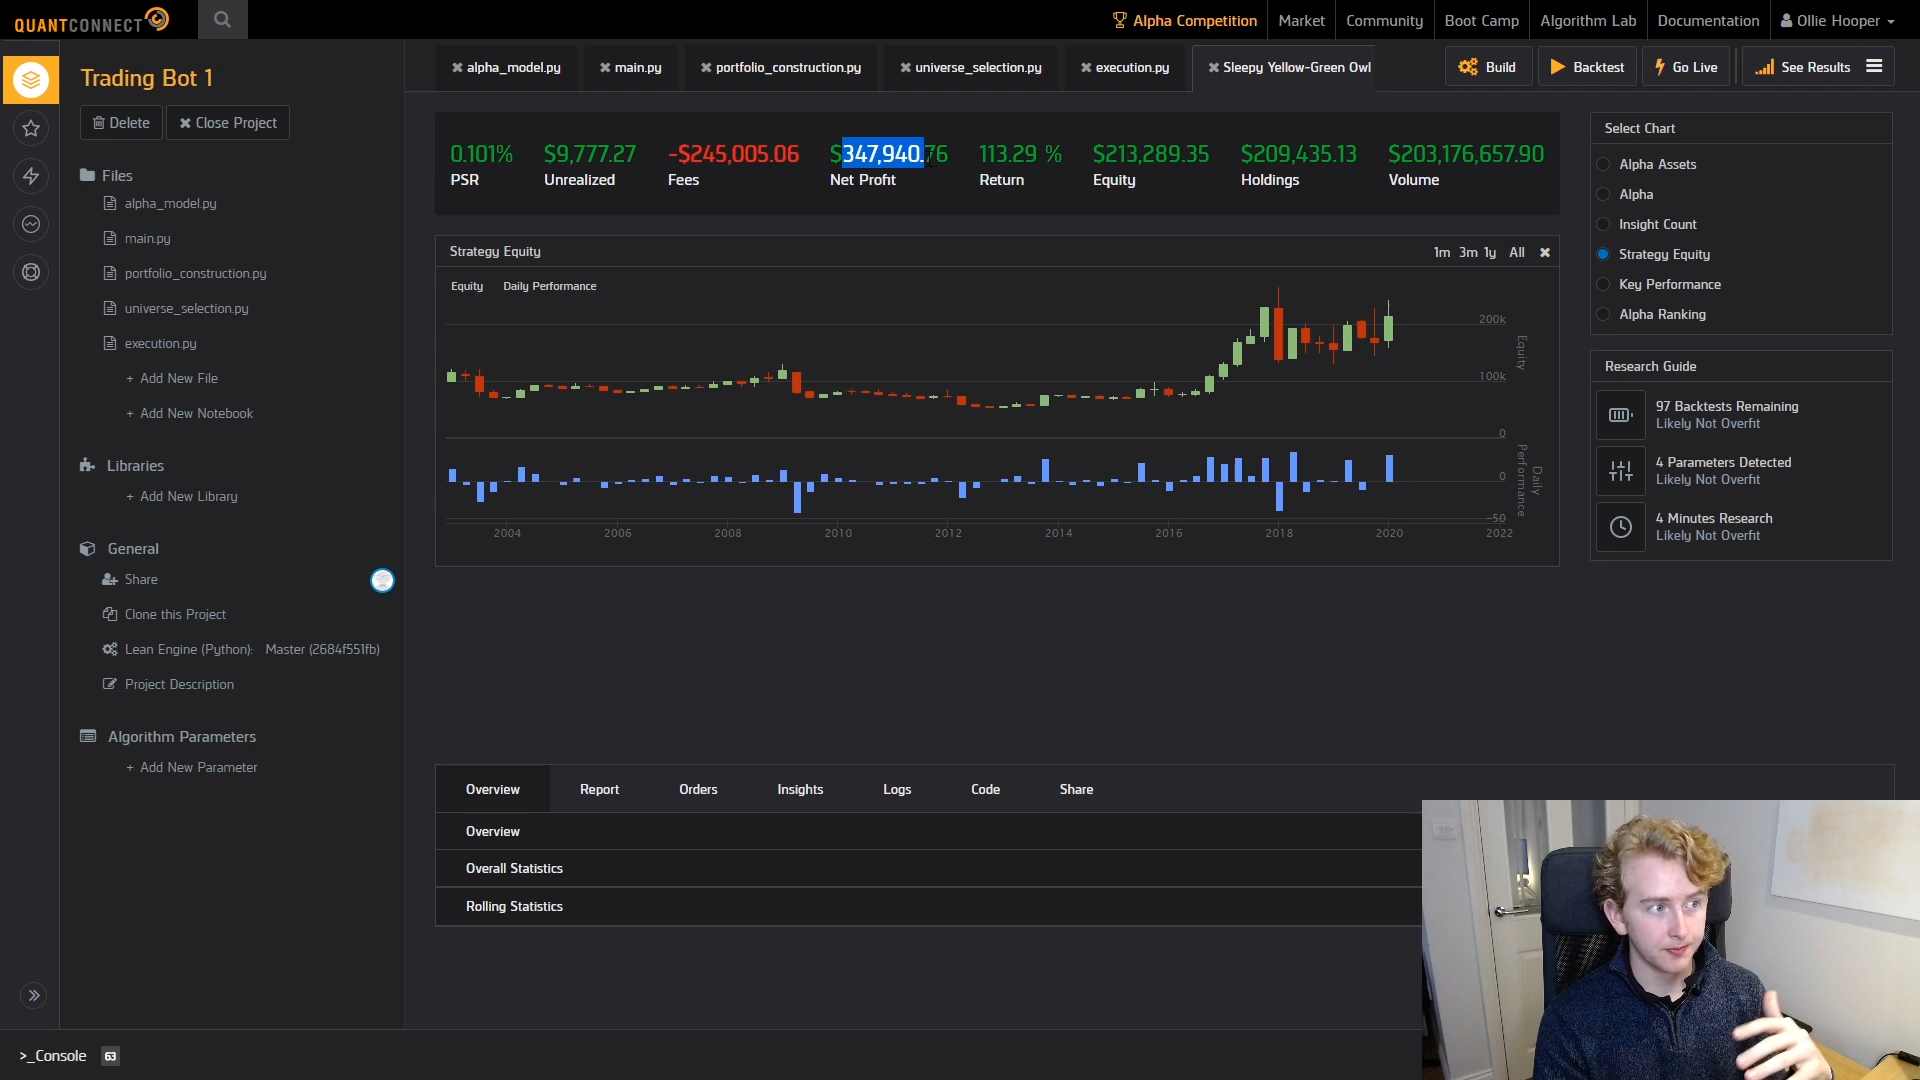 QUANTCONNECT
Alpha Competition
Market
Community
Boot Camp
Algorithm Lab
Documentation
Ollie Hooper
Trading Bot 1
Delete
Close Project
Files
alpha_model.py
main.py
portfolio_construction.py
universe_selection.py
execution.py
+ Add New File
+ Add New Notebook
Libraries
+ Add New Library
General
Share
Clone this Project
Lean Engine (Python): Master (2684f551fb)
Project Description
Algorithm Parameters
+ Add New Parameter
>_Console 63
alpha_model.py
main.py
portfolio_construction.py
universe_selection.py
execution.py
Sleepy Yellow-Green Owl
Build
Backtest
Go Live
See Results
0.101% $9,777.27 -$245,005.06 $347,940.76 113.29 % $213,289.35 $209,435.13 $203,176,657.90
PSR Unrealized Fees Net Profit Return Equity Holdings Volume
Strategy Equity
1m 3m 1y All
Equity Daily Performance
200k
100k
0
Equity
0
-50
Daily Performance
2004 2006 2008 2010 2012 2014 2016 2018 2020 2022
Select Chart
Alpha Assets
Alpha
Insight Count
Strategy Equity
Key Performance
Alpha Ranking
Research Guide
97 Backtests Remaining
Likely Not Overfit
4 Parameters Detected
Likely Not Overfit
4 Minutes Research
Likely Not Overfit
Overview Report Orders Insights Logs Code Share
Overview
Overall Statistics
Rolling Statistics